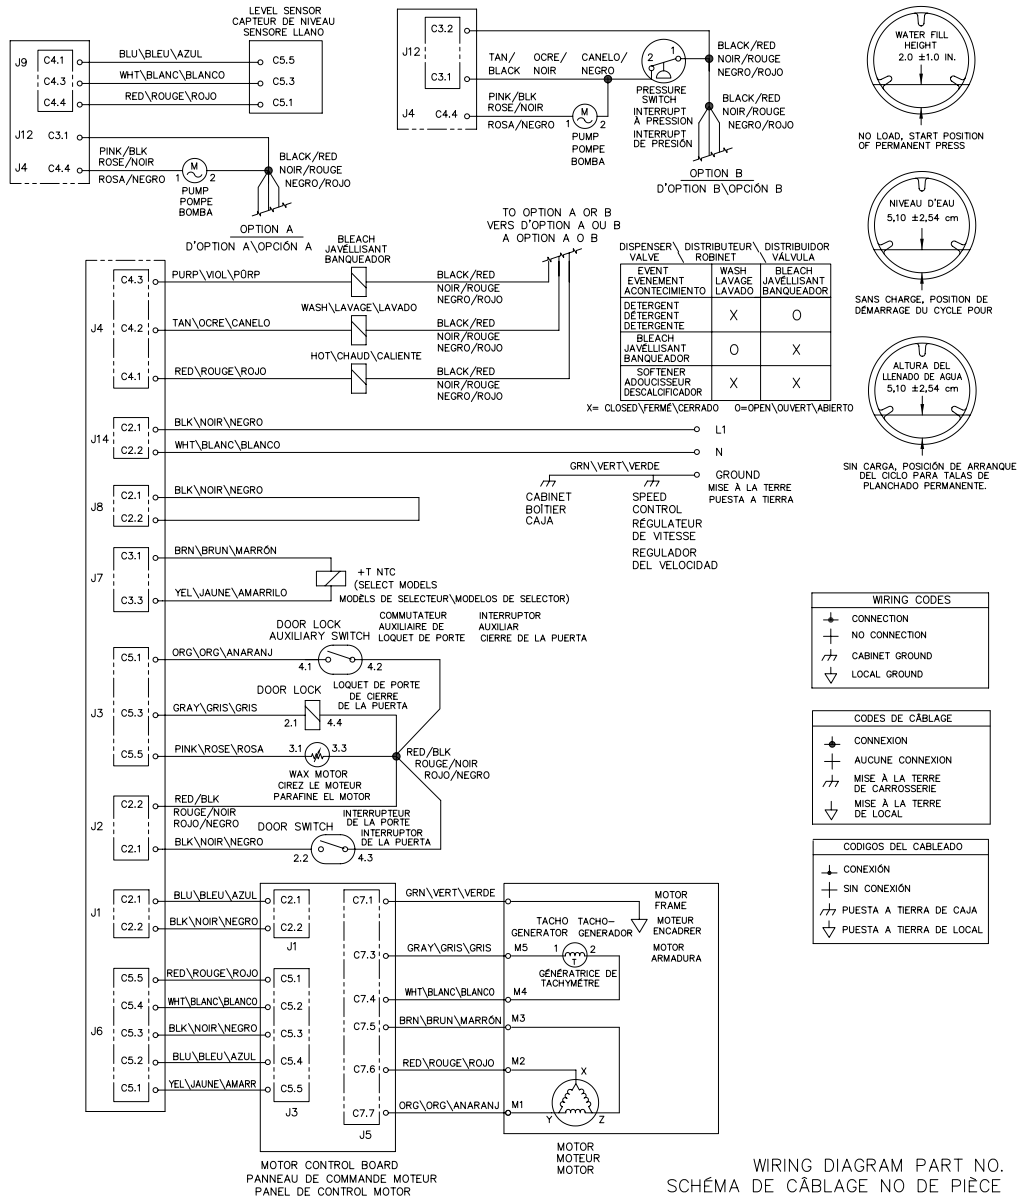 LEVEL SENSOR
CAPTEUR DE NIVEAU
SENSORE LLANO
J9
C4.1
BLU\BLEU\AZUL
C5.5
C4.3
WHT\BLANC\BLANCO
C5.3
C4.4
RED\ROUGE\ROJO
C5.1
J12
C3.1
PINK/BLK
ROSE/NOIR
J4
C4.4
ROSA/NEGRO
1
M
2
PUMP
POMPE
BOMBA
BLACK/RED
NOIR/ROUGE
NEGRO/ROJO
OPTION A
D'OPTION A\OPCIÓN A
C3.2
J12
C3.1
TAN/ OCRE/ CANELO/
BLACK NOIR NEGRO
PINK/BLK
ROSE/NOIR
J4
C4.4
ROSA/NEGRO
1
M
2
PUMP
POMPE
BOMBA
2
1
PRESSURE
SWITCH
INTERRUPT
À PRESSION
INTERRUPT
DE PRESIÓN
BLACK/RED
NOIR/ROUGE
NEGRO/ROJO
BLACK/RED
NOIR/ROUGE
NEGRO/ROJO
OPTION B
D'OPTION B\OPCIÓN B
WATER FILL
HEIGHT
2.0 ±1.0 IN.
NO LOAD, START POSITION
OF PERMANENT PRESS
NIVEAU D'EAU
5,10 ±2,54 cm
SANS CHARGE, POSITION DE
DÉMARRAGE DU CYCLE POUR
ALTURA DEL
LLENADO DE AGUA
5,10 ±2,54 cm
SIN CARGA, POSICIÓN DE ARRANQUE
DEL CICLO PARA TALAS DE
PLANCHADO PERMANENTE.
TO OPTION A OR B
VERS D'OPTION A OU B
A OPTION A O B
J4
C4.3
PURP\VIOL\PÚRP
BLEACH
JAVÉLLISANT
BANQUEADOR
BLACK/RED
NOIR/ROUGE
NEGRO/ROJO
C4.2
TAN\OCRE\CANELO
WASH\LAVAGE\LAVADO
BLACK/RED
NOIR/ROUGE
NEGRO/ROJO
C4.1
RED\ROUGE\ROJO
HOT\CHAUD\CALIENTE
BLACK/RED
NOIR/ROUGE
NEGRO/ROJO
DISPENSER\ DISTRIBUTEUR\ DISTRIBUIDOR
VALVE \ ROBINET \ VÁLVULA
EVENT
EVENEMENT
ACONTECIMIENTO
WASH
LAVAGE
LAVADO
BLEACH
JAVÉLLISANT
BANQUEADOR
DETERGENT
DÉTERGENT
DETERGENTE
X
O
BLEACH
JAVÉLLISANT
BANQUEADOR
O
X
SOFTENER
ADOUCISSEUR
DESCALCIFICADOR
X
X
X= CLOSED\FERMÉ\CERRADO O=OPEN\OUVERT\ABIERTO
J14
C2.1
BLK\NOIR\NEGRO
L1
C2.2
WHT\BLANC\BLANCO
N
GRN\VERT\VERDE
GROUND
MISE À LA TERRE
PUESTA A TIERRA
CABINET
BOÎTIER
CAJA
SPEED
CONTROL
RÉGULATEUR
DE VITESSE
REGULADOR
DEL VELOCIDAD
J8
C2.1
BLK\NOIR\NEGRO
C2.2
J7
C3.1
BRN\BRUN\MARRÓN
C3.3
YEL\JAUNE\AMARRILO
+T NTC
(SELECT MODELS
MODÈLS DE SELECTEUR\MODELOS DE SELECTOR)
J3
C5.1
ORG\ORG\ANARANJ
DOOR LOCK
AUXILIARY SWITCH
4.1
4.2
COMMUTATEUR
AUXILIAIRE DE
LOQUET DE PORTE
INTERRUPTOR
AUXILIAR
CIERRE DE LA PUERTA
C5.3
GRAY\GRIS\GRIS
DOOR LOCK
2.1
4.4
LOQUET DE PORTE
DE CIERRE
DE LA PUERTA
C5.5
PINK\ROSE\ROSA
3.1
3.3
WAX MOTOR
CIREZ LE MOTEUR
PARAFINE EL MOTOR
RED/BLK
ROUGE/NOIR
ROJO/NEGRO
J2
C2.2
RED/BLK
ROUGE/NOIR
ROJO/NEGRO
C2.1
BLK\NOIR\NEGRO
DOOR SWITCH
2.2
4.3
INTERRUPTEUR
DE LA PORTE
INTERRUPTOR
DE LA PUERTA
J1
C2.1
BLU\BLEU\AZUL
C2.1
C2.2
BLK\NOIR\NEGRO
C2.2
J1
J6
C5.5
RED\ROUGE\ROJO
C5.1
C5.4
WHT\BLANC\BLANCO
C5.2
C5.3
BLK\NOIR\NEGRO
C5.3
C5.2
BLU\BLEU\AZUL
C5.4
C5.1
YEL\JAUNE\AMARR
C5.5
J3
C7.1
GRN\VERT\VERDE
C7.3
GRAY\GRIS\GRIS
M5
C7.4
WHT\BLANC\BLANCO
M4
C7.5
BRN\BRUN\MARRÓN
M3
C7.6
RED\ROUGE\ROJO
M2
C7.7
ORG\ORG\ANARANJ
M1
J5
MOTOR CONTROL BOARD
PANNEAU DE COMMANDE MOTEUR
PANEL DE CONTROL MOTOR
MOTOR
FRAME
MOTEUR
ENCADRER
MOTOR
ARMADURA
TACHO
GENERATOR
TACHO-
GENERADOR
1
T
2
GÉNÉRATRICE DE
TACHYMÉTRE
X
Y
Z
MOTOR
MOTEUR
MOTOR
WIRING CODES
CONNECTION
NO CONNECTION
CABINET GROUND
LOCAL GROUND
CODES DE CÂBLAGE
CONNEXION
AUCUNE CONNEXION
MISE À LA TERRE
DE CARROSSERIE
MISE À LA TERRE
DE LOCAL
CODIGOS DEL CABLEADO
CONEXIÓN
SIN CONEXIÓN
PUESTA A TIERRA DE CAJA
PUESTA A TIERRA DE LOCAL
WIRING DIAGRAM PART NO.
SCHÉMA DE CÂBLAGE NO DE PIÈCE